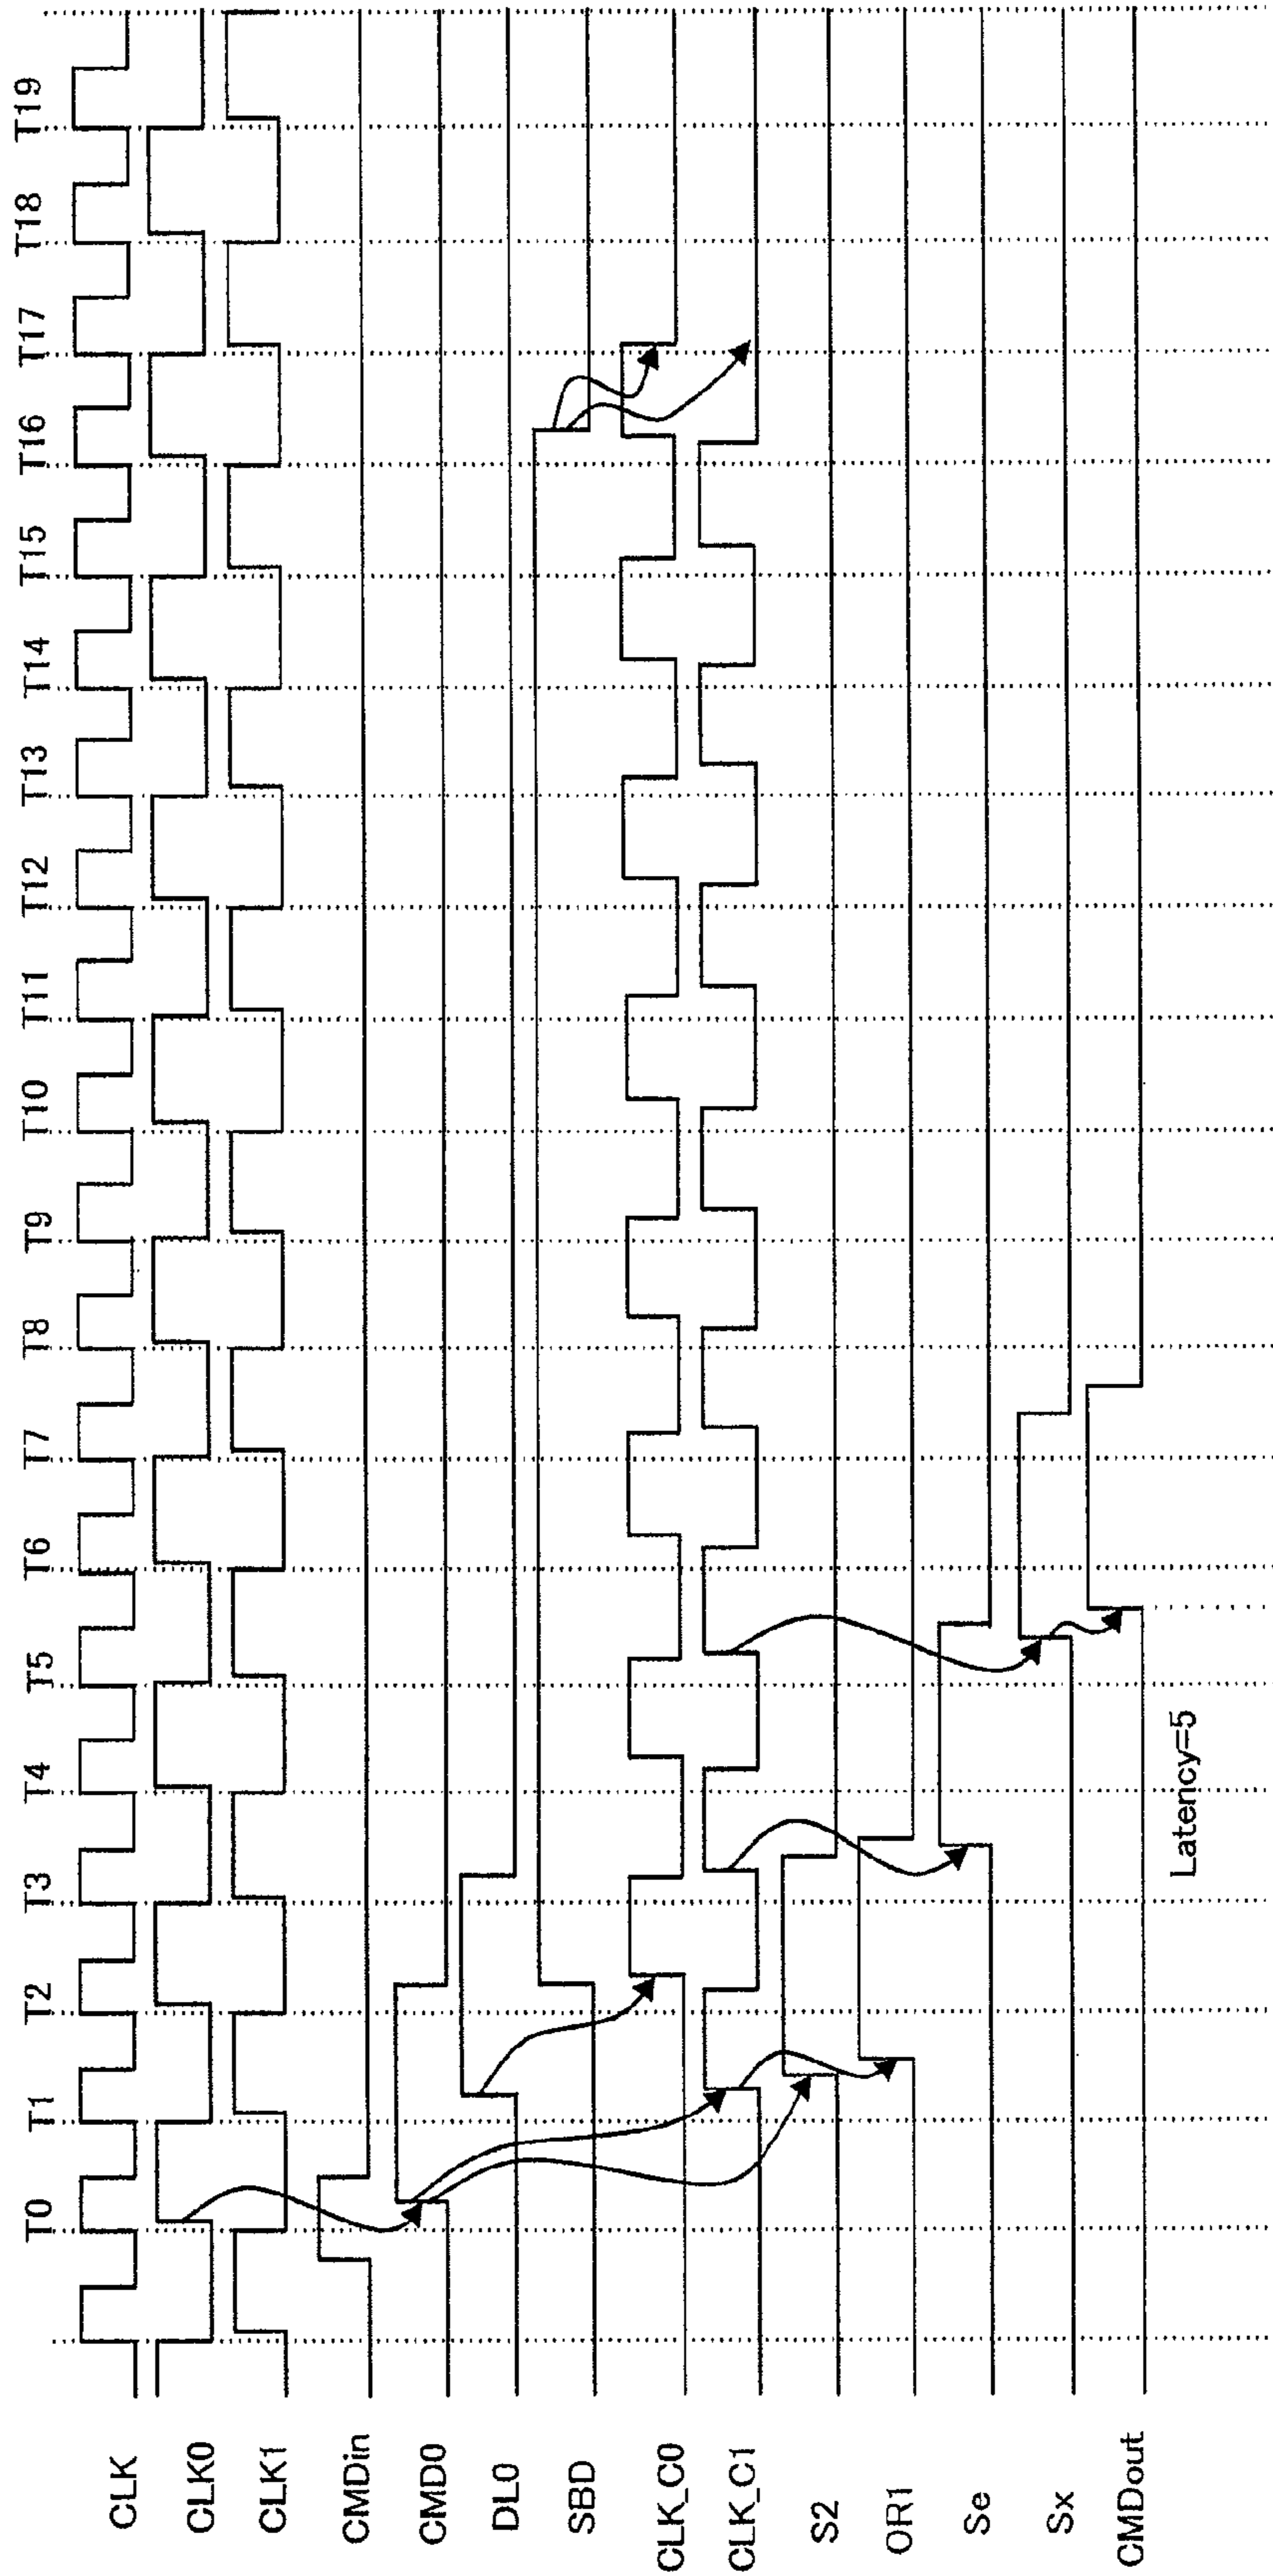 T0 T1 T2 T3 T4 T5 T6 T7 T8 T9 T10 T11 T12 T13 T14 T15 T16 T17 T18 T19
CLK
CLK0
CLK1
CMDin
CMD0
DL0
SBD
CLK_C0
CLK_C1
S2
OR1
Se
Sx
CMDout
Latency=5